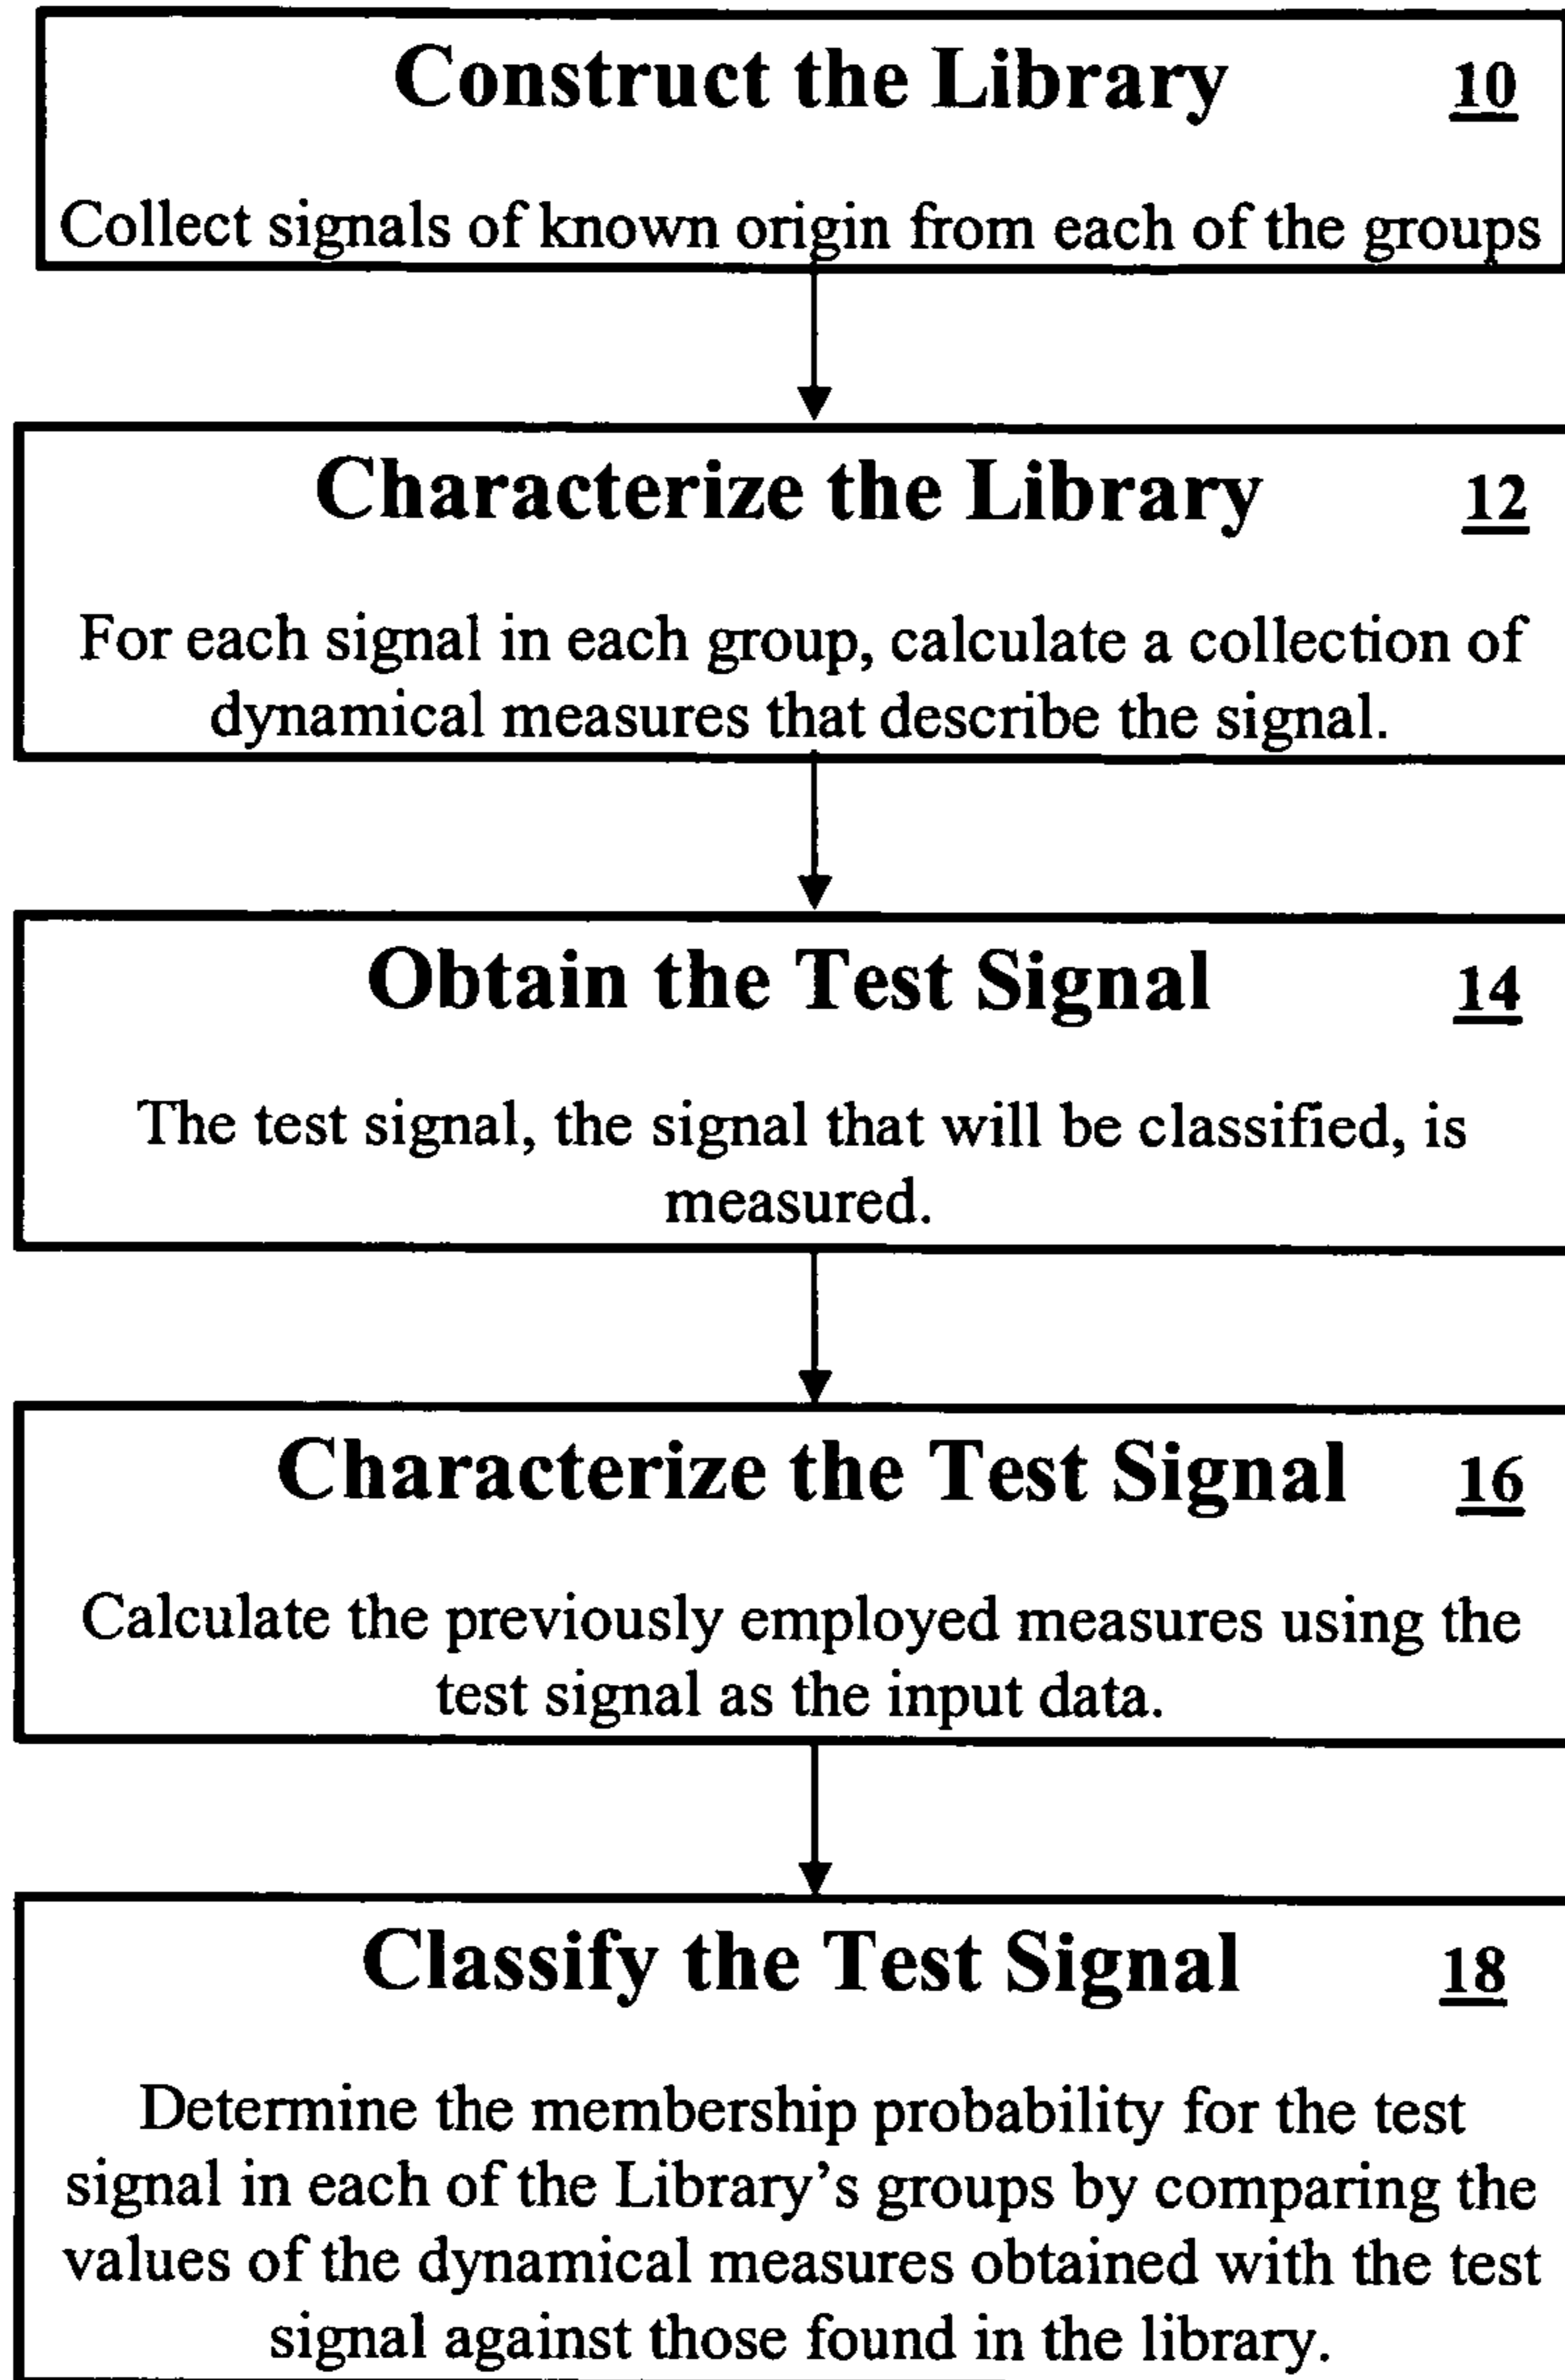 Construct the Library 10
Collect signals of known origin from each of the groups
Characterize the Library 12
For each signal in each group, calculate a collection of
dynamical measures that describe the signal.
Obtain the Test Signal 14
The test signal, the signal that will be classified, is
measured.
Characterize the Test Signal 16
Calculate the previously employed measures using the
test signal as the input data.
Classify the Test Signal 18
Determine the membership probability for the test
signal in each of the Library's groups by comparing the
values of the dynamical measures obtained with the test
signal against those found in the library.